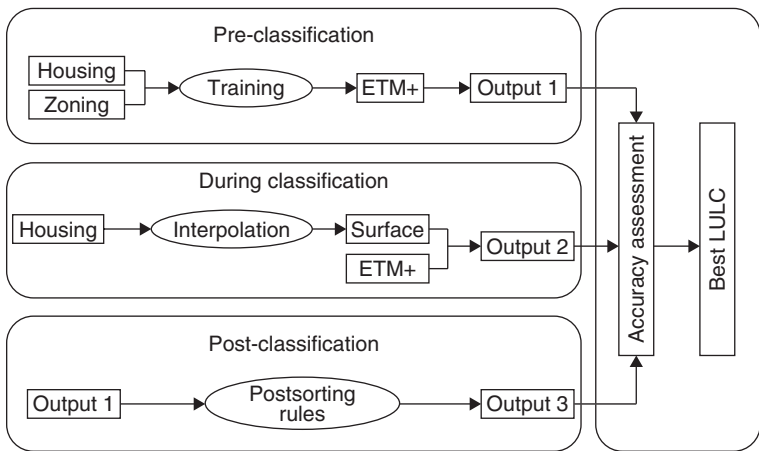 Pre-classification
Housing
Zoning
Training
ETM+
Output 1
During classification
Housing
Interpolation
Surface
ETM+
Output 2
Post-classification
Output 1
Postsorting
rules
Output 3
Accuracy assessment
Best LULC